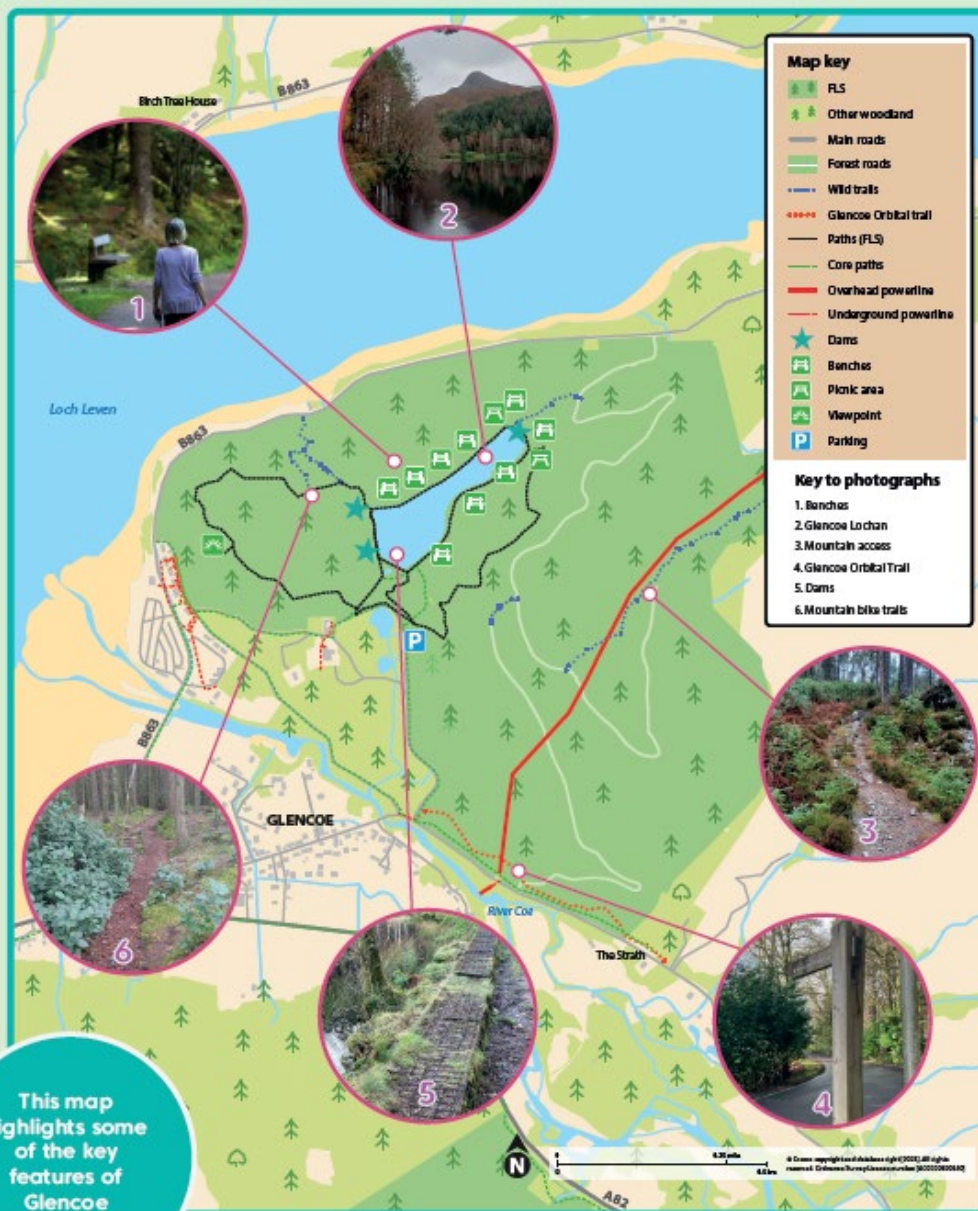 Birch Tree House
B863
1
2
Map key
FLS
Other woodland
Main roads
Forest roads
Wild trails
Glencoe Orbital trail
Paths (FLS)
Core paths
Overhead powerline
Underground powerline
Dams
Benches
Picnic area
Viewpoint
P Parking
Key to photographs
1. Benches
2. Glencoe Lochan
3. Mountain access
4. Glencoe Orbital Trail
5. Dams
6. Mountain bike trails
Loch Leven
B863
P
B863
GLENCOE
3
6
River Coe
The Strath
5
4
This map
ighlights some
of the key
features of
Glencoe
N
0
0
A82